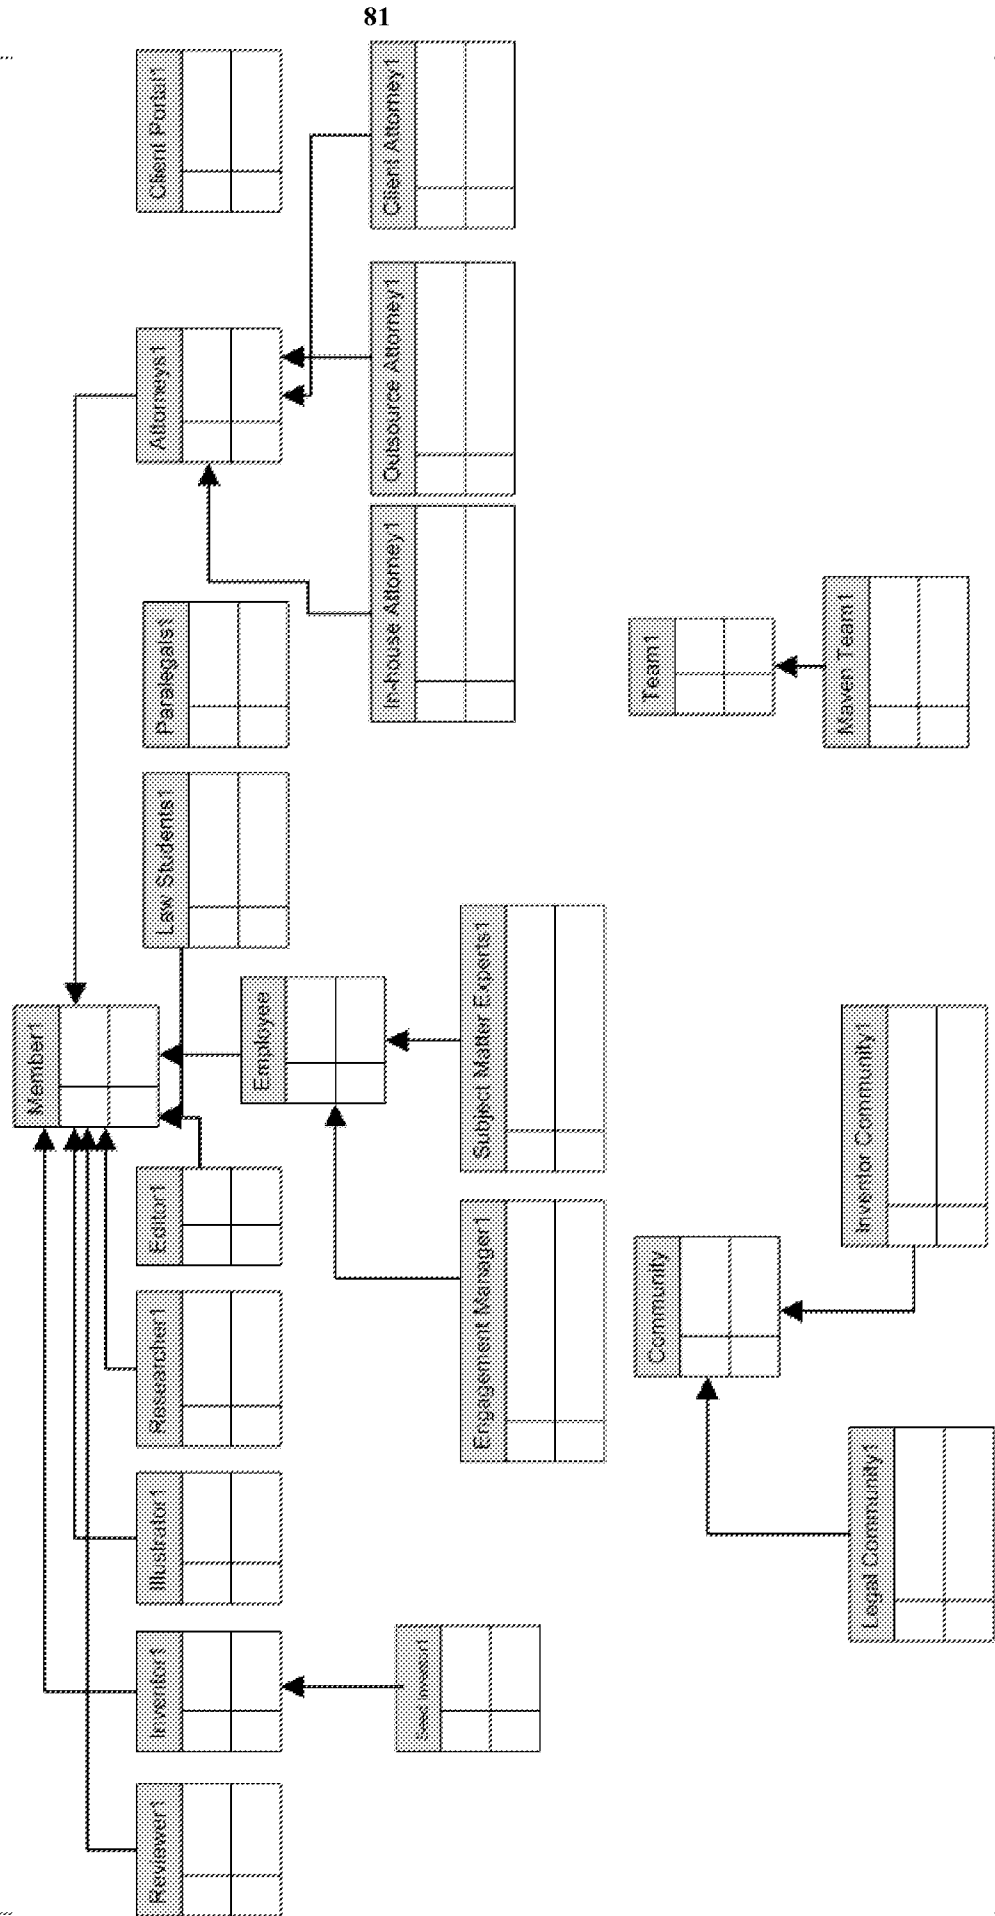 81
Member1
Reviewer1
Inventor1
Illustrator1
Researcher1
Editor1
Law Students1
Paralegals1
Attorneys1
Client Portal1
Employee
Inventor1
In-house Attorney1
Outsource Attorney1
Client Attorney1
Engagement Manager1
Subject Matter Experts1
Community
Team1
Legal Community1
Inventor Community1
Maven Team1